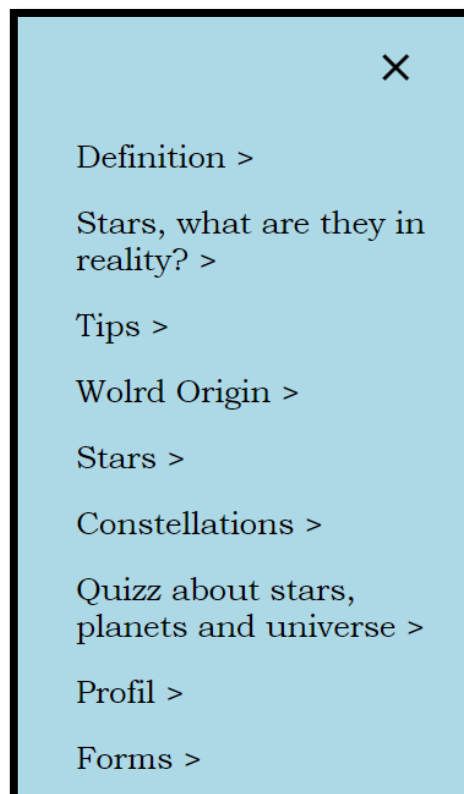 Definition >
Stars, what are they in
reality? >
Tips >
Wolrd Origin >
Stars >
Constellations >
Quizz about stars,
planets and universe >
Profil >
Forms >